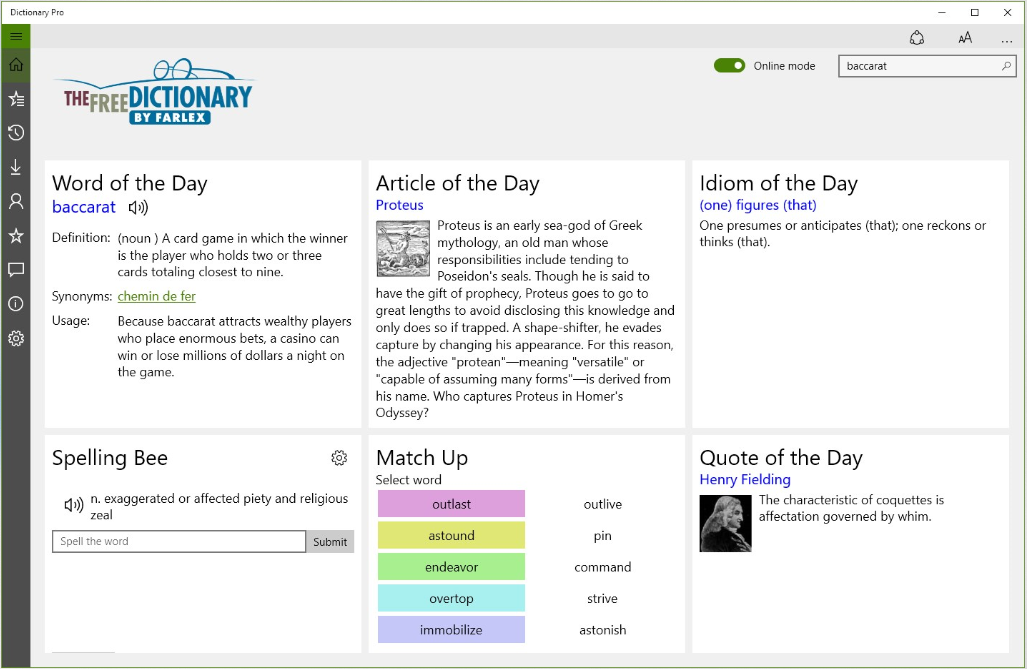 Dictionary Pro
AA
...
THEFREEDICTIONARY
BY FARLEX
Online mode
baccarat
Word of the Day
baccarat
Definition: (noun ) A card game in which the winner
is the player who holds two or three
cards totaling closest to nine.
Synonyms: chemin de fer
Usage: Because baccarat attracts wealthy players
who place enormous bets, a casino can
win or lose millions of dollars a night on
the game.
Article of the Day
Proteus
Proteus is an early sea-god of Greek
mythology, an old man whose
responsibilities include tending to
Poseidon's seals. Though he is said to
have the gift of prophecy, Proteus goes to go to
great lengths to avoid disclosing this knowledge and
only does so if trapped. A shape-shifter, he evades
capture by changing his appearance. For this reason,
the adjective "protean"—meaning "versatile" or
"capable of assuming many forms"—is derived from
his name. Who captures Proteus in Homer's
Odyssey?
Idiom of the Day
(one) figures (that)
One presumes or anticipates (that); one reckons or
thinks (that).
Spelling Bee
n. exaggerated or affected piety and religious
zeal
Spell the word
Submit
Match Up
Select word
outlast outlive
astound pin
endeavor command
overtop strive
immobilize astonish
Quote of the Day
Henry Fielding
The characteristic of coquettes is
affectation governed by whim.